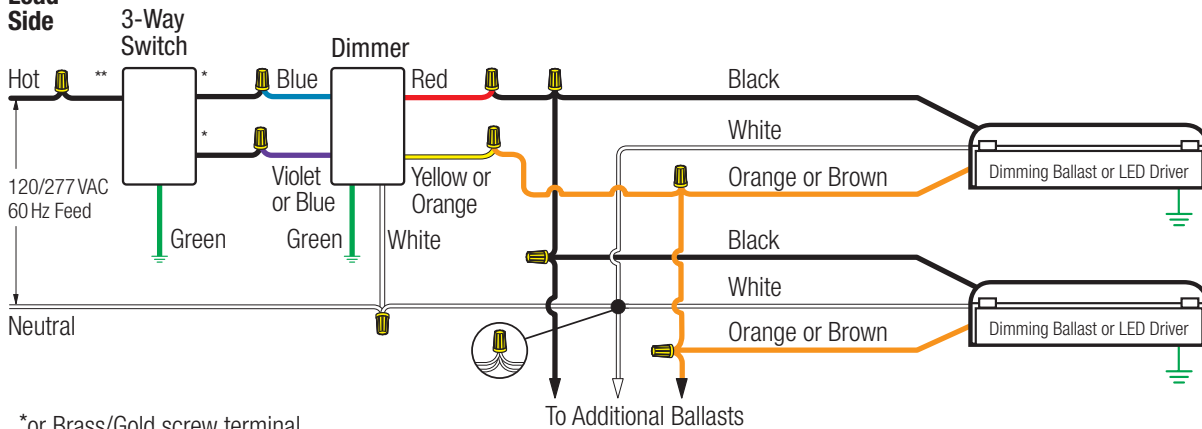 Side
3-Way
Switch
Dimmer
Hot
**
*
Blue
Red
Black
White
*
120/277 VAC
60 Hz Feed
Violet
or Blue
Yellow or
Orange
Orange or Brown
Dimming Ballast or LED Driver
Green
Green
White
Black
White
Neutral
Orange or Brown
Dimming Ballast or LED Driver
To Additional Ballasts
*or Brass/Gold screw terminal